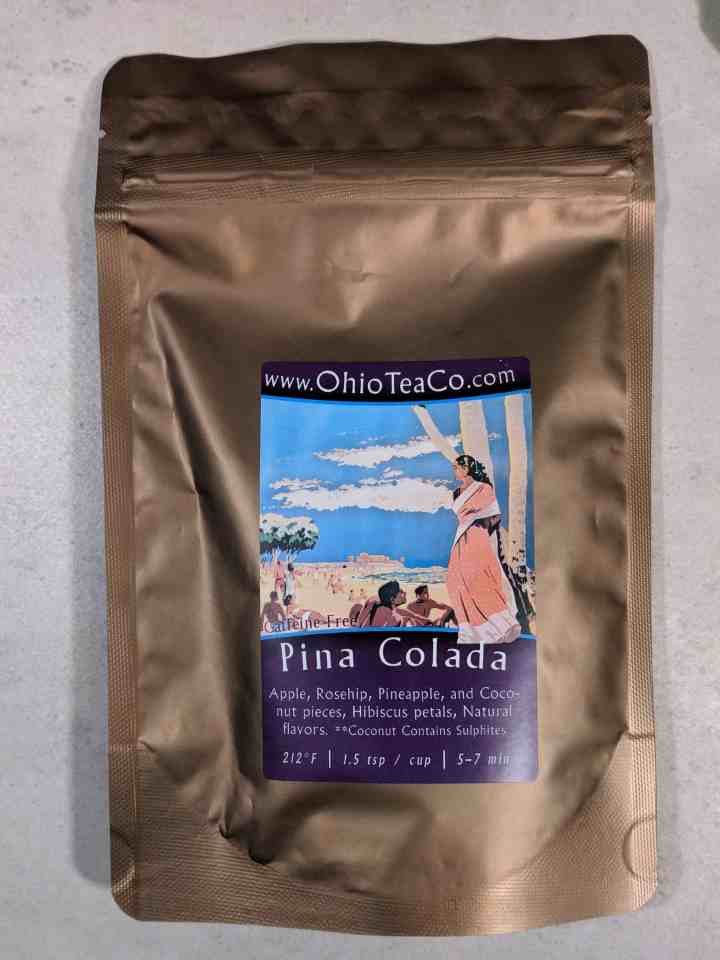 www.OhioTeaCo.com
Caffeine-Free
Pina Colada
Apple, Rosehip, Pineapple, and Coco-
nut pieces, Hibiscus petals, Natural
flavors. **Coconut Contains Sulphites
212°F | 1.5 tsp / cup | 5-7 min